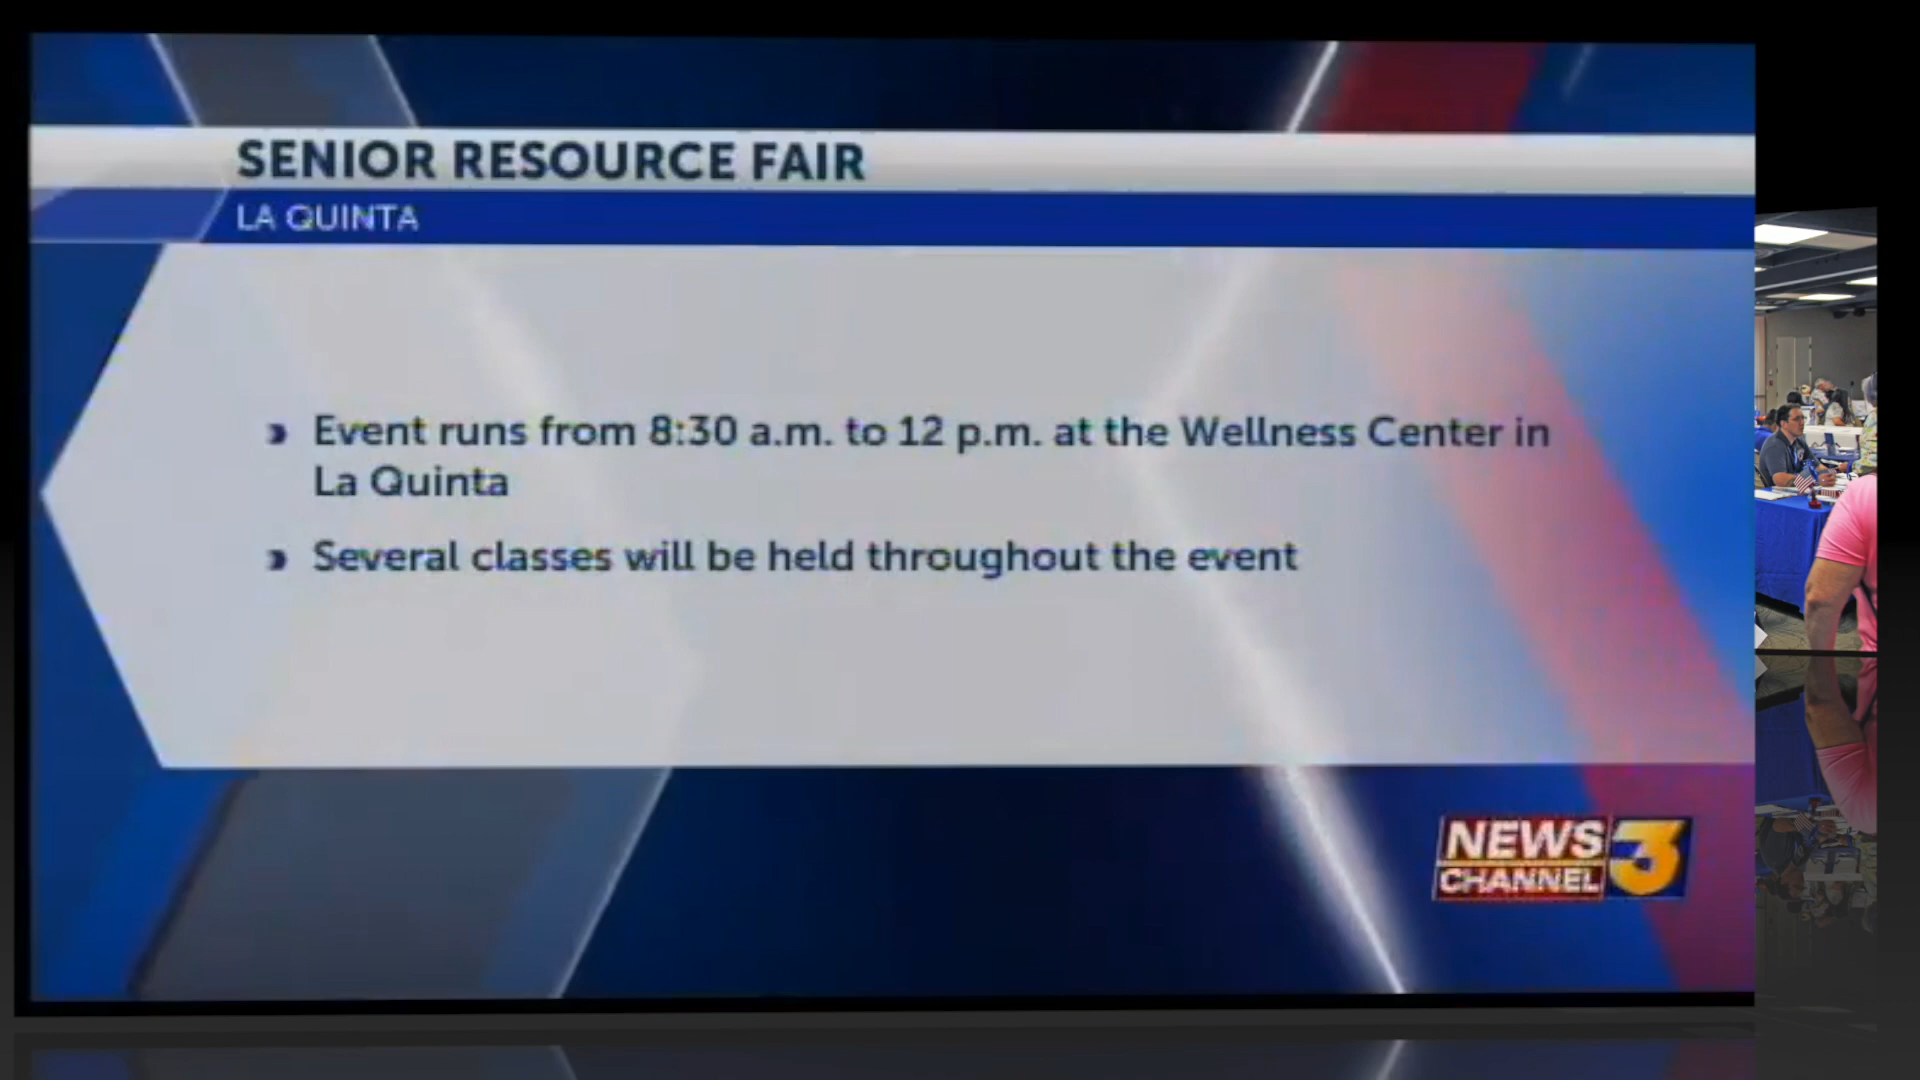 SENIOR RESOURCE FAIR
LA QUINTA
Event runs from 8:30 a.m. to 12 p.m. at the Wellness Center in
La Quinta
Several classes will be held throughout the event
NEWS 3
CHANNEL